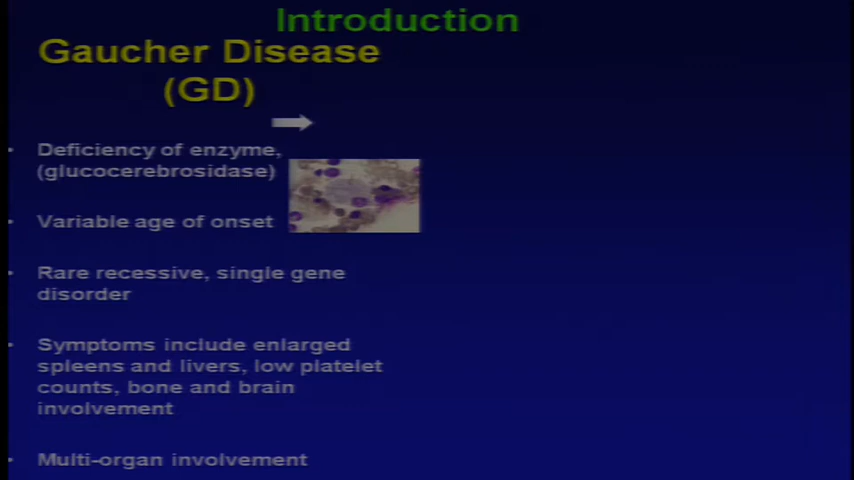 Introduction
Gaucher Disease
(GD)
• Deficiency of enzyme,
(glucocerebrosidase)
• Variable age of onset
• Rare recessive, single gene
disorder
• Symptoms include enlarged
spleens and livers, low platelet
counts, bone and brain
involvement
• Multi-organ involvement